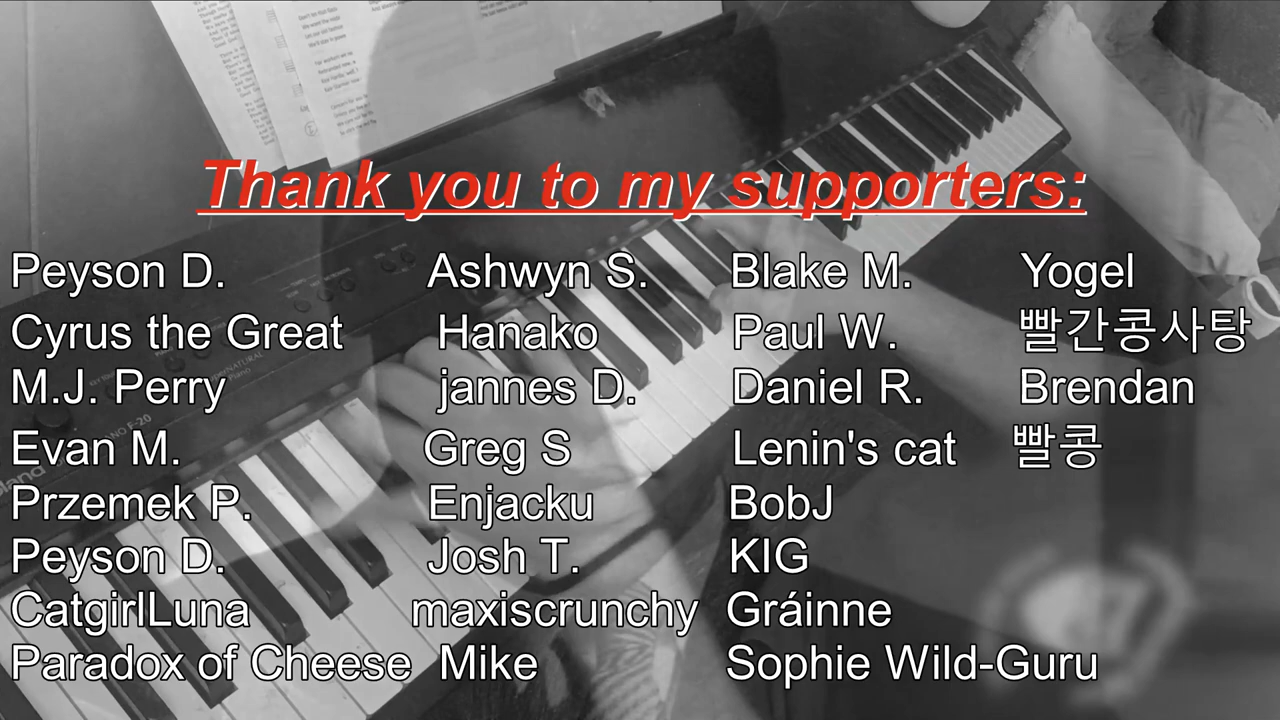 Thank you to my supporters:
Peyson D.
Cyrus the Great
M.J. Perry
Evan M.
Przemek P.
Peyson D.
CatgirlLuna
Paradox of Cheese
Ashwyn S.
Hanako
jannes D.
Greg S
Enjacku
Josh T.
maxiscrunchy
Mike
Blake M.
Paul W.
Daniel R.
Lenin's cat
BobJ
KIG
Gráinne
Sophie Wild-Guru
Yogel
빨간콩사탕
Brendan
빨콩